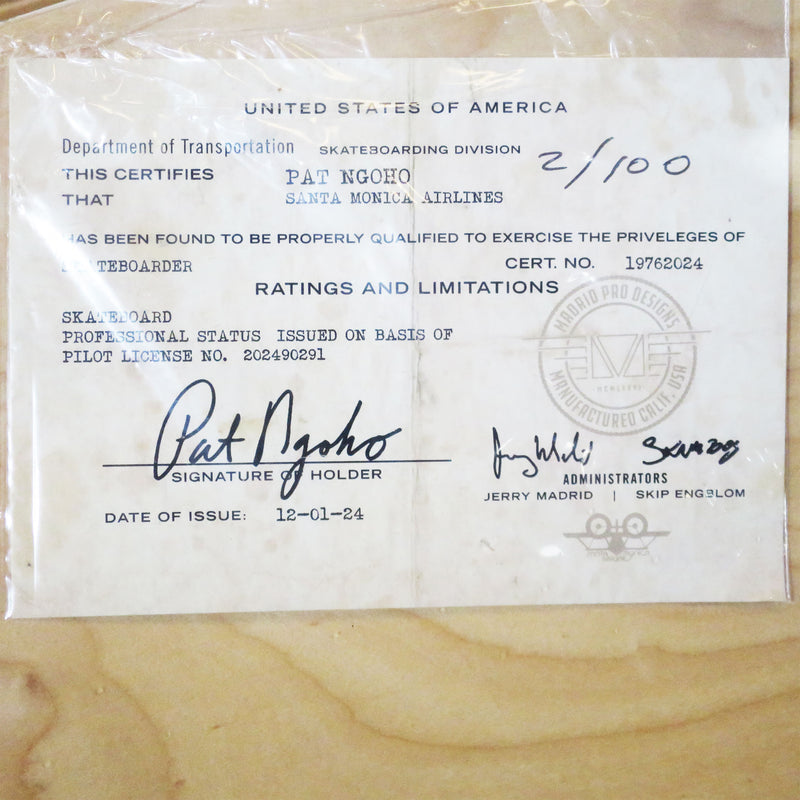 UNITED STATES OF AMERICA
Department of Transportation SKATEBOARDING DIVISION 2/100
THIS CERTIFIES PAT NGOHO
THAT SANTA MONICA AIRLINES
HAS BEEN FOUND TO BE PROPERLY QUALIFIED TO EXERCISE THE PRIVELEGES OF
SKATEBOARDER CERT. NO. 19762024
RATINGS AND LIMITATIONS
SKATEBOARD
PROFESSIONAL STATUS ISSUED ON BASIS OF
PILOT LICENSE NO. 202490291
MADRID PRO DESIGNS
MANUFACTURED CALIF. USA
Pat Ngoho
SIGNATURE OF HOLDER
ADMINISTRATORS
JERRY MADRID | SKIP ENGBLOM
DATE OF ISSUE: 12-01-24